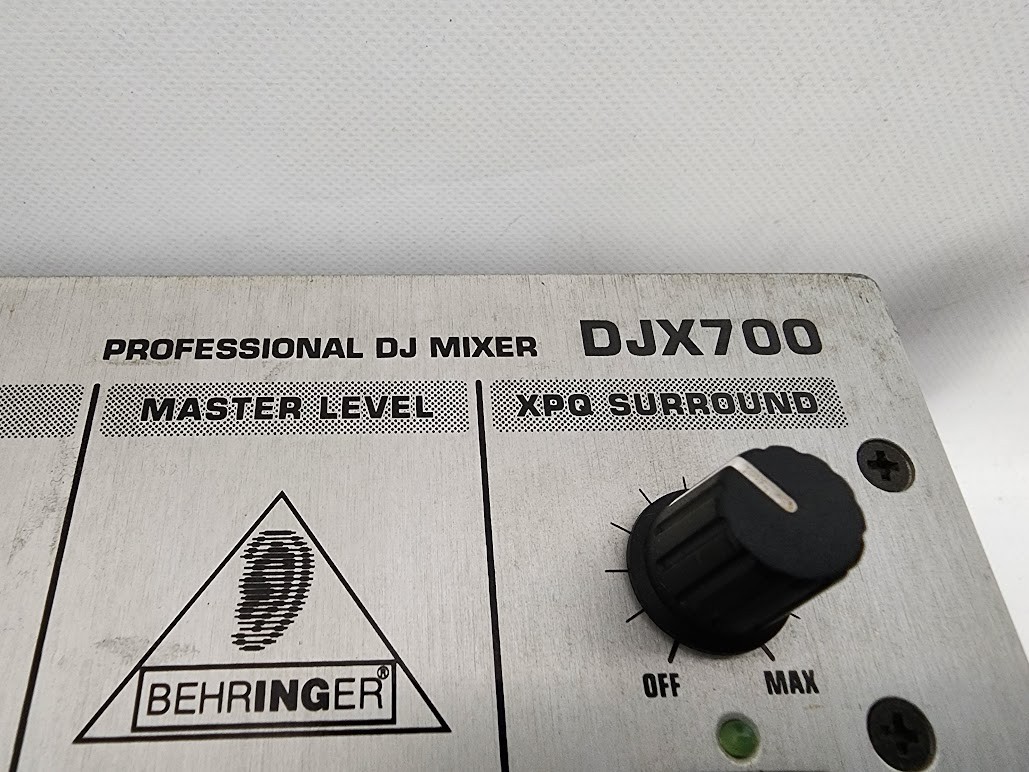 PROFESSIONAL DJ MIXER DJX700
MASTER LEVEL XPQ SURROUND
OFF MAX
BEHRINGER®